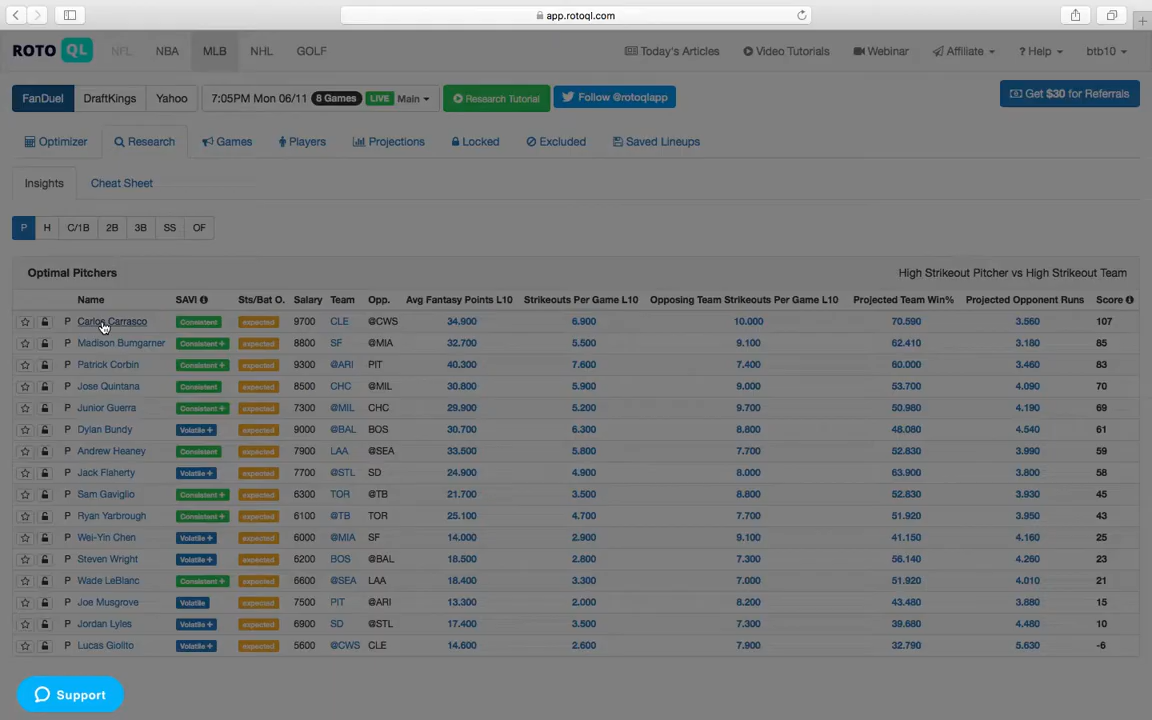 app.rotoql.com
ROTO QL NFL NBA MLB NHL GOLF Today's Articles Video Tutorials Webinar Affiliate ? Help btb10
FanDuel DraftKings Yahoo 7:05PM Mon 06/11 8 Games LIVE Main Research Tutorial Follow @rotoqlapp Get $30 for Referrals
Optimizer Research Games Players Projections Locked Excluded Saved Lineups
Insights Cheat Sheet
P H C/1B 2B 3B SS OF
Optimal Pitchers High Strikeout Pitcher vs High Strikeout Team
Name SAVI Sts/Bat O. Salary Team Opp. Avg Fantasy Points L10 Strikeouts Per Game L10 Opposing Team Strikeouts Per Game L10 Projected Team Win% Projected Opponent Runs Score
P Carlos Carrasco Consistent expected 9700 CLE @CWS 34.900 6.900 10.000 70.590 3.560 107
P Madison Bumgarner Consistent + expected 8800 SF @MIA 32.700 5.500 9.100 62.410 3.180 85
P Patrick Corbin Consistent + expected 9300 @ARI PIT 40.300 7.600 7.400 60.000 3.460 83
P Jose Quintana Consistent expected 8500 CHC @MIL 30.800 5.900 9.000 53.700 4.090 70
P Junior Guerra Consistent + expected 7300 @MIL CHC 29.900 5.200 9.700 50.980 4.190 69
P Dylan Bundy Volatile + expected 9000 @BAL BOS 30.700 6.300 8.800 48.080 4.540 61
P Andrew Heaney Consistent expected 7900 LAA @SEA 33.500 5.800 7.700 52.830 3.990 59
P Jack Flaherty Volatile + expected 7700 @STL SD 24.900 4.900 8.000 63.900 3.800 58
P Sam Gaviglio Consistent + expected 6300 TOR @TB 21.700 3.500 8.800 52.830 3.930 45
P Ryan Yarbrough Consistent + expected 6100 @TB TOR 25.100 4.700 7.700 51.920 3.950 43
P Wei-Yin Chen Volatile + expected 6000 @MIA SF 14.000 2.900 9.100 41.150 4.160 25
P Steven Wright Volatile + expected 6200 BOS @BAL 18.500 2.800 7.300 56.140 4.260 23
P Wade LeBlanc Consistent + expected 6600 @SEA LAA 18.400 3.300 7.000 51.920 4.010 21
P Joe Musgrove Volatile expected 7500 PIT @ARI 13.300 2.000 8.200 43.480 3.880 15
P Jordan Lyles Volatile + expected 6900 SD @STL 17.400 3.500 7.300 39.680 4.480 10
P Lucas Giolito Volatile + expected 5600 @CWS CLE 14.600 2.600 7.900 32.790 5.630 -6
Support